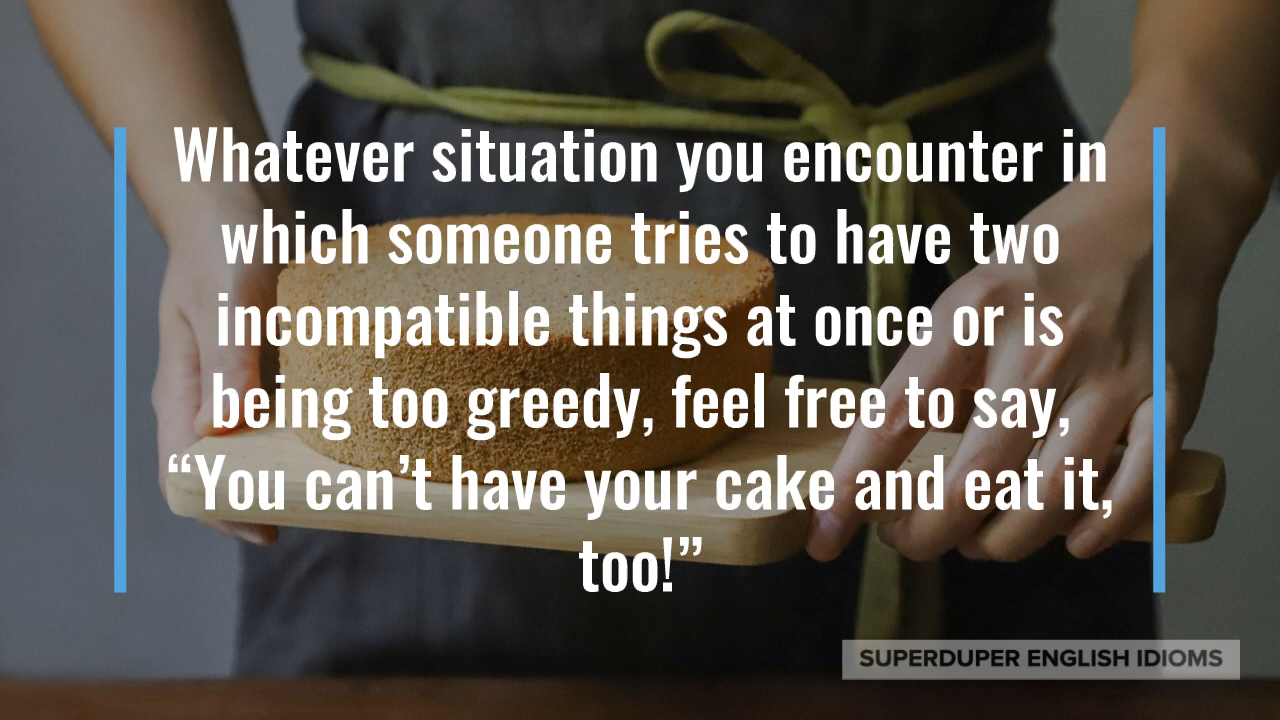 Whatever situation you encounter in
which someone tries to have two
incompatible things at once or is
being too greedy, feel free to say,
“You can’t have your cake and eat it,
too!”
SUPERDUPER ENGLISH IDIOMS